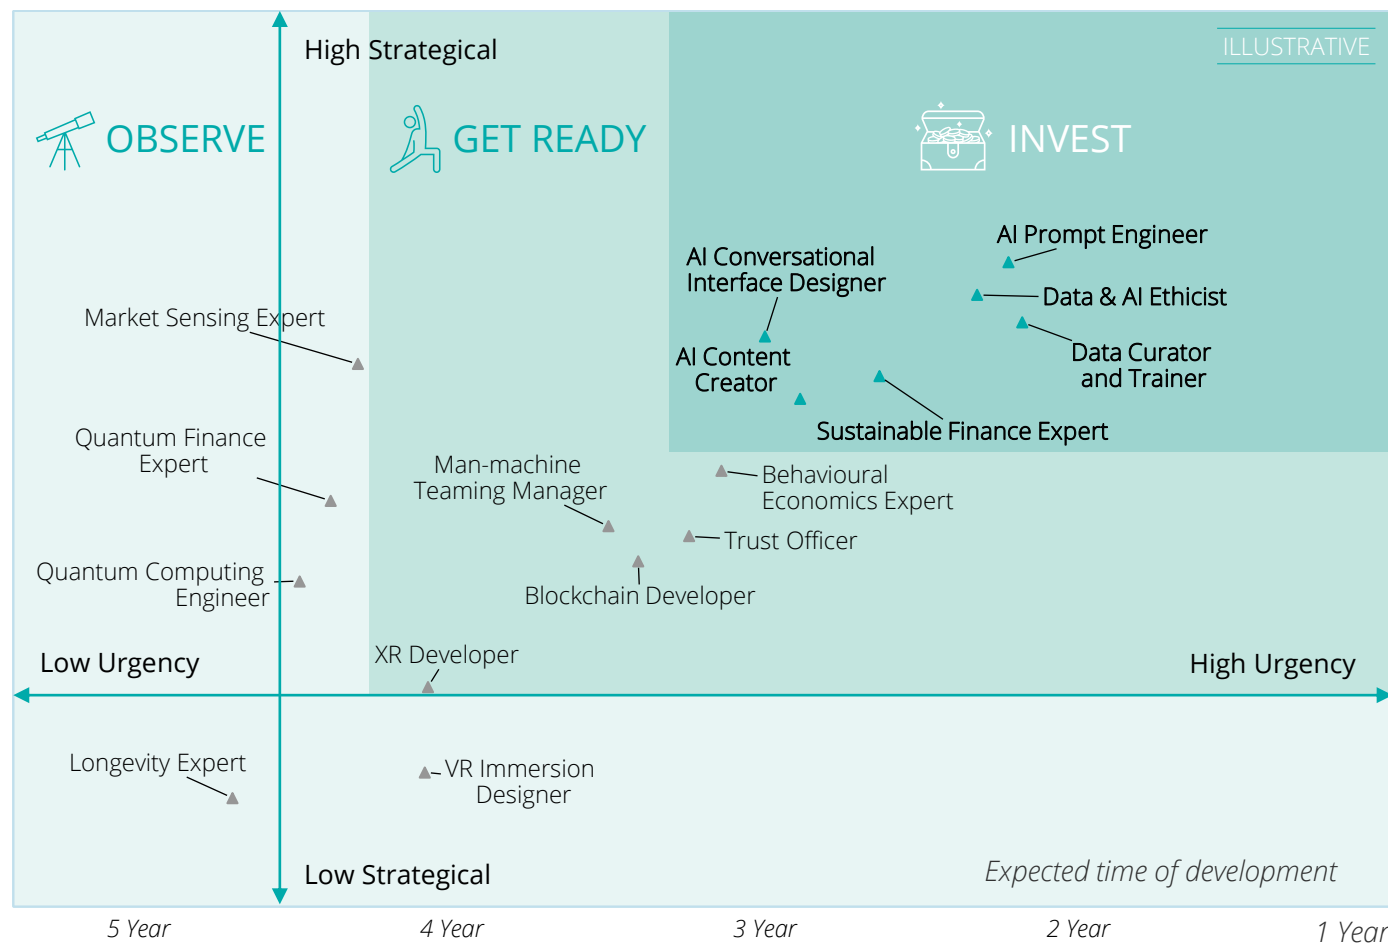 High Strategical
ILLUSTRATIVE
OBSERVE
GET READY
INVEST
AI Prompt Engineer
AI Conversational
Interface Designer
Data & AI Ethicist
Market Sensing Expert
AI Content
Creator
Data Curator
and Trainer
Sustainable Finance Expert
Quantum Finance
Expert
Man-machine
Teaming Manager
Behavioural
Economics Expert
Trust Officer
Quantum Computing
Engineer
Blockchain Developer
Low Urgency
XR Developer
High Urgency
Longevity Expert
VR Immersion
Designer
Low Strategical
Expected time of development
5 Year
4 Year
3 Year
2 Year
1 Year